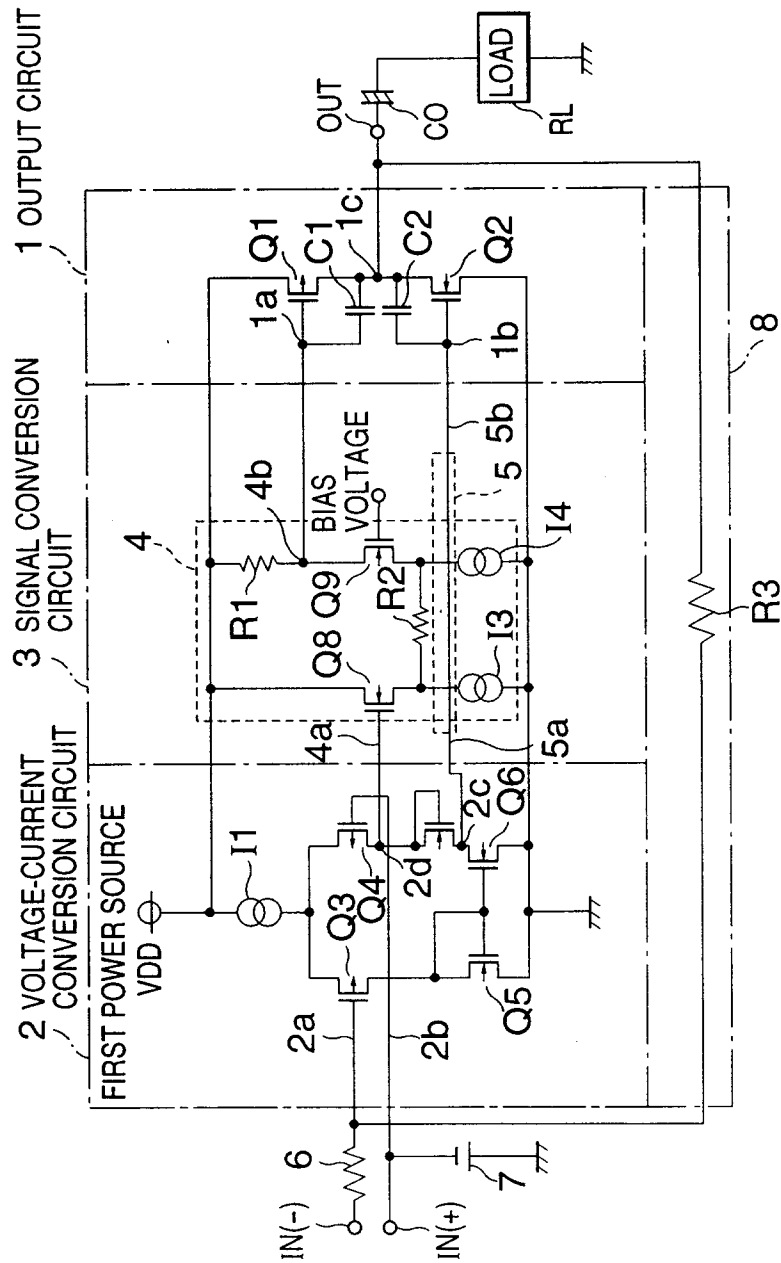 1 OUTPUT CIRCUIT
3 SIGNAL CONVERSION
CIRCUIT
2 VOLTAGE-CURRENT
CONVERSION CIRCUIT
FIRST POWER SOURCE
VDD
I1
Q3
Q4
2a
2b
2d
2c
Q5
Q6
4
R1
4b
BIAS
VOLTAGE
Q8
Q9
R2
4a
5
5a
5b
I3
I4
Q1
1a
C1
1c
C2
1b
Q2
OUT
CO
LOAD
RL
6
7
IN(-)
IN(+)
R3
8